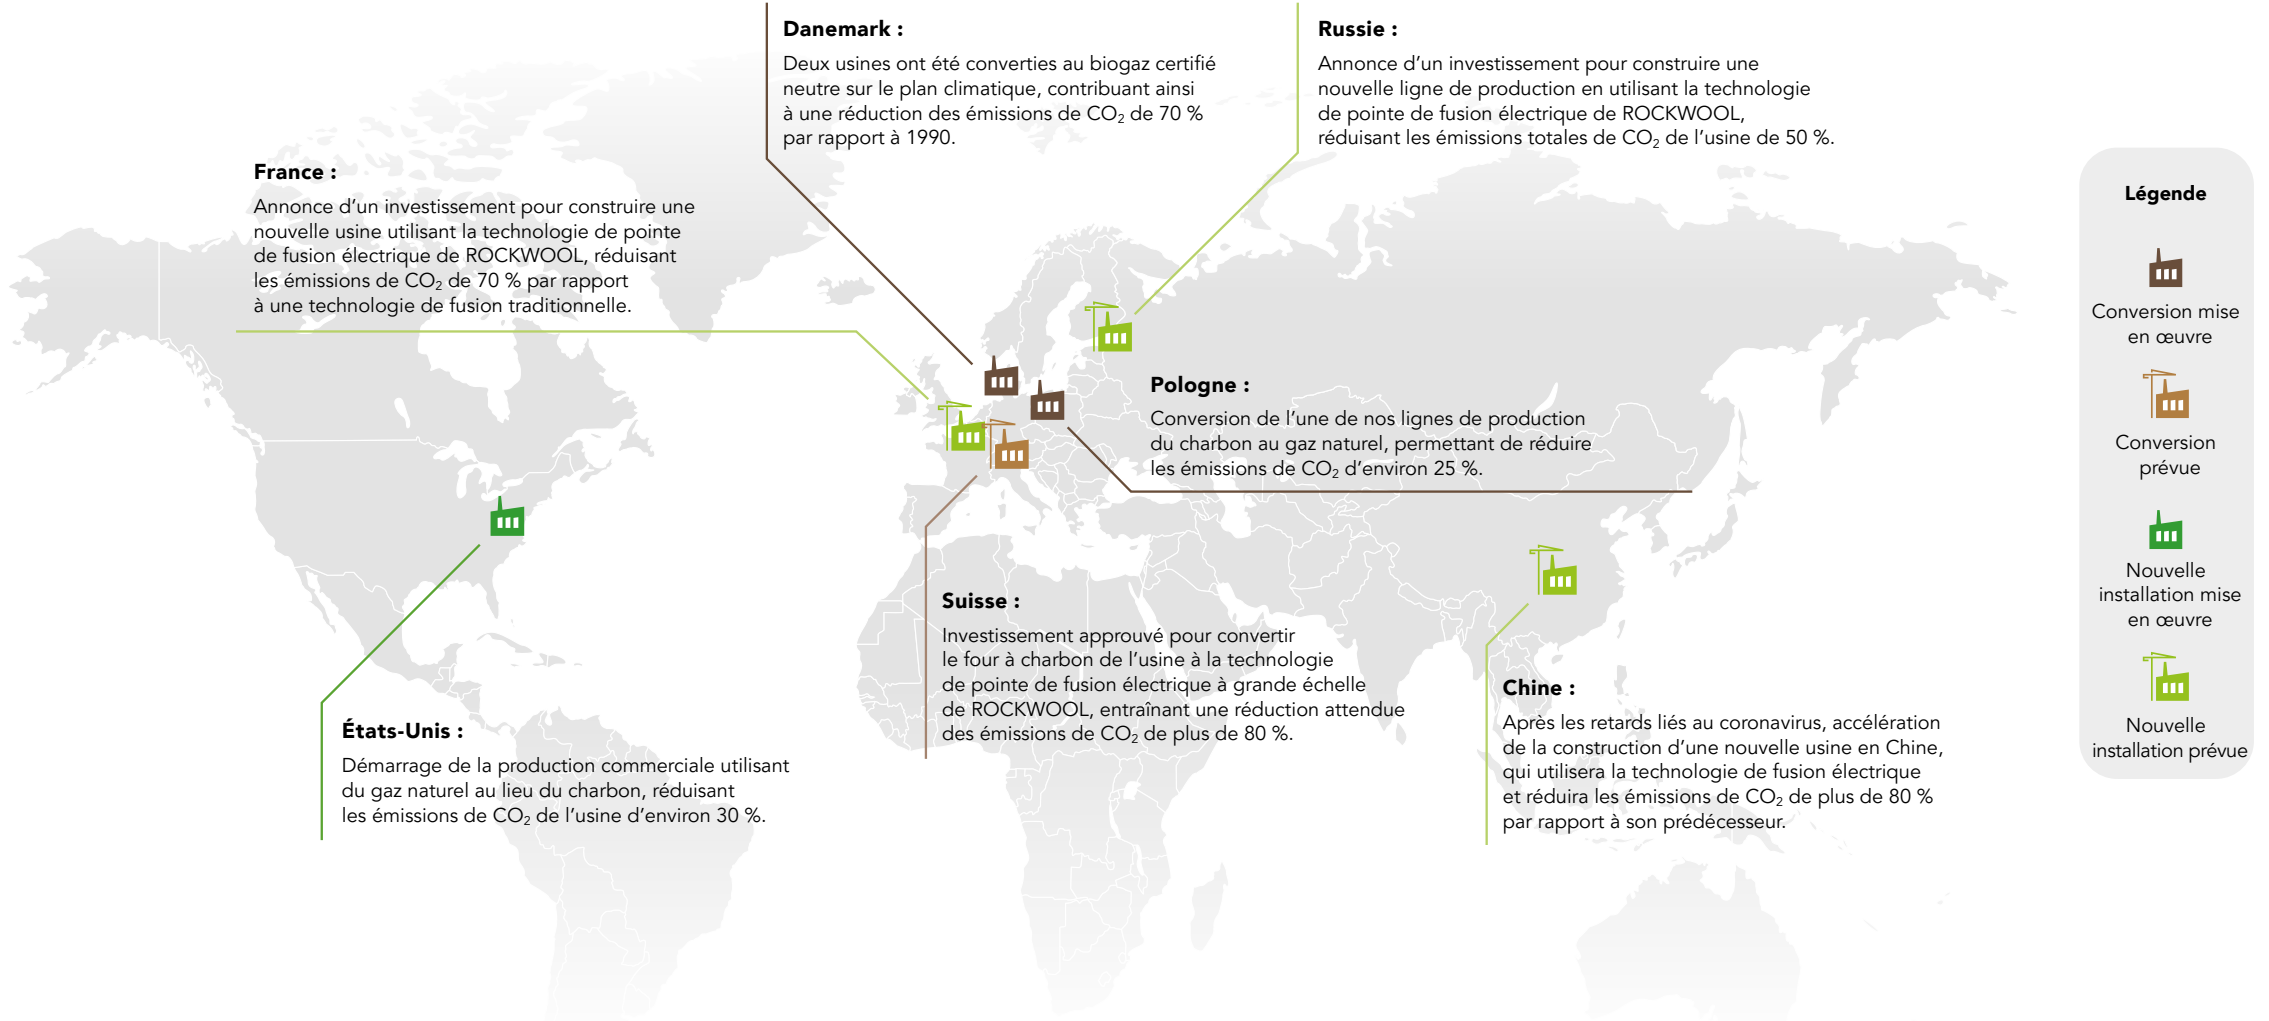 Danemark :
Deux usines ont été converties au biogaz certifié
neutre sur le plan climatique, contribuant ainsi
à une réduction des émissions de CO₂ de 70 %
par rapport à 1990.
Russie :
Annonce d’un investissement pour construire une
nouvelle ligne de production en utilisant la technologie
de pointe de fusion électrique de ROCKWOOL,
réduisant les émissions totales de CO₂ de l’usine de 50 %.
France :
Annonce d’un investissement pour construire une
nouvelle usine utilisant la technologie de pointe
de fusion électrique de ROCKWOOL, réduisant
les émissions de CO₂ de 70 % par rapport
à une technologie de fusion traditionnelle.
Pologne :
Conversion de l’une de nos lignes de production
du charbon au gaz naturel, permettant de réduire
les émissions de CO₂ d’environ 25 %.
Suisse :
Investissement approuvé pour convertir
le four à charbon de l’usine à la technologie
de pointe de fusion électrique à grande échelle
de ROCKWOOL, entraînant une réduction attendue
des émissions de CO₂ de plus de 80 %.
États-Unis :
Démarrage de la production commerciale utilisant
du gaz naturel au lieu du charbon, réduisant
les émissions de CO₂ de l’usine d’environ 30 %.
Chine :
Après les retards liés au coronavirus, accélération
de la construction d’une nouvelle usine en Chine,
qui utilisera la technologie de fusion électrique
et réduira les émissions de CO₂ de plus de 80 %
par rapport à son prédécesseur.
Légende
Conversion mise
en œuvre
Conversion
prévue
Nouvelle
installation mise
en œuvre
Nouvelle
installation prévue